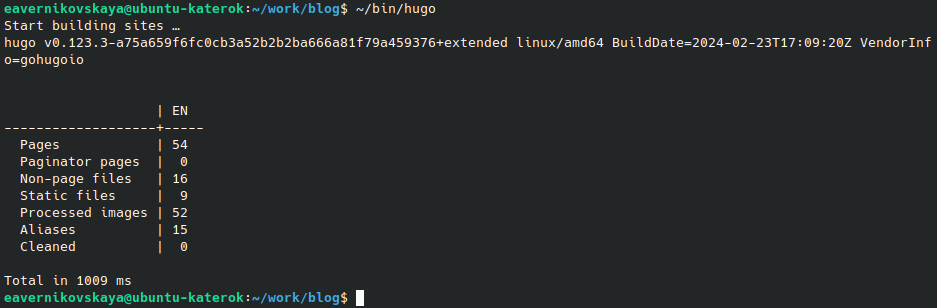 eavernikovskaya@ubuntu-katerok:~/work/blog$ ~/bin/hugo
Start building sites …
hugo v0.123.3-a75a659f6fc0cb3a52b2b2ba666a81f79a459376+extended linux/amd64 BuildDate=2024-02-23T17:09:20Z VendorInf
o=gohugoio
                   | EN
-------------------+-----
  Pages            | 54
  Paginator pages  |  0
  Non-page files   | 16
  Static files     |  9
  Processed images | 52
  Aliases          | 15
  Cleaned          |  0
Total in 1009 ms
eavernikovskaya@ubuntu-katerok:~/work/blog$